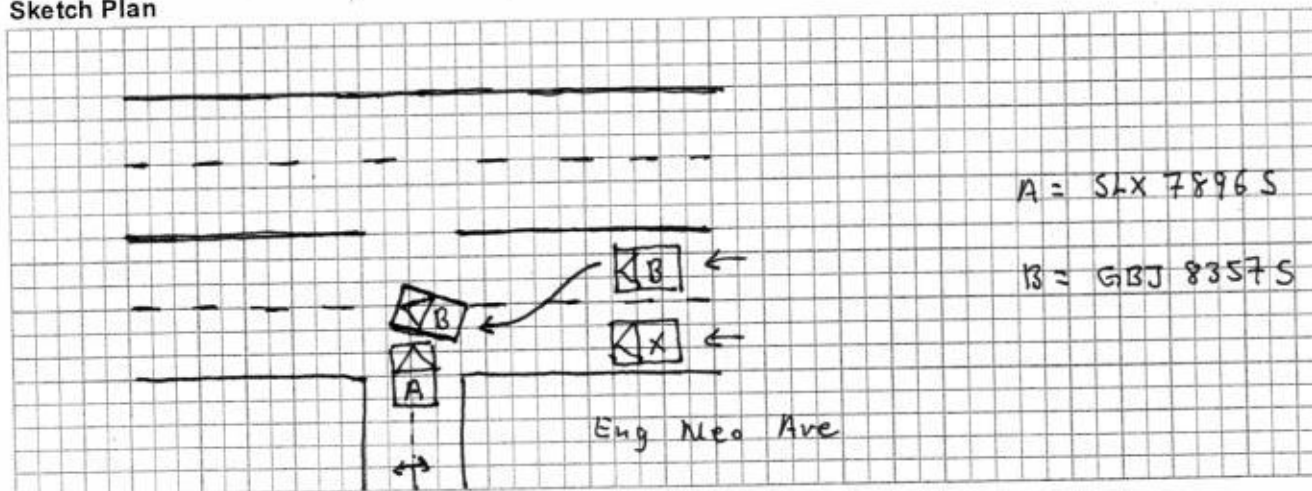 Sketch Plan
A = SLX 7896 S
B
B = GBJ 8357 S
B
X
A
Eng Neo Ave